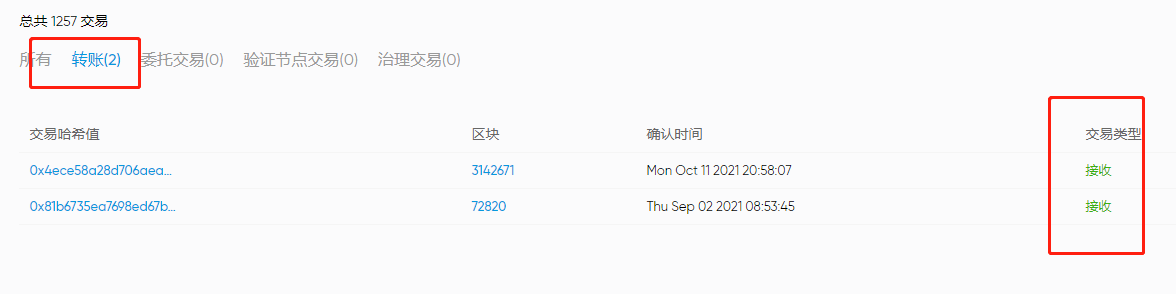 总共 1257 交易
所有 转账(2) 委托交易(0) 验证节点交易(0) 治理交易(0)
交易哈希值 区块 确认时间 交易类型
0x4ece58a28d706aea... 3142671 Mon Oct 11 2021 20:58:07 接收
0x81b6735ea7698ed67b... 72820 Thu Sep 02 2021 08:53:45 接收